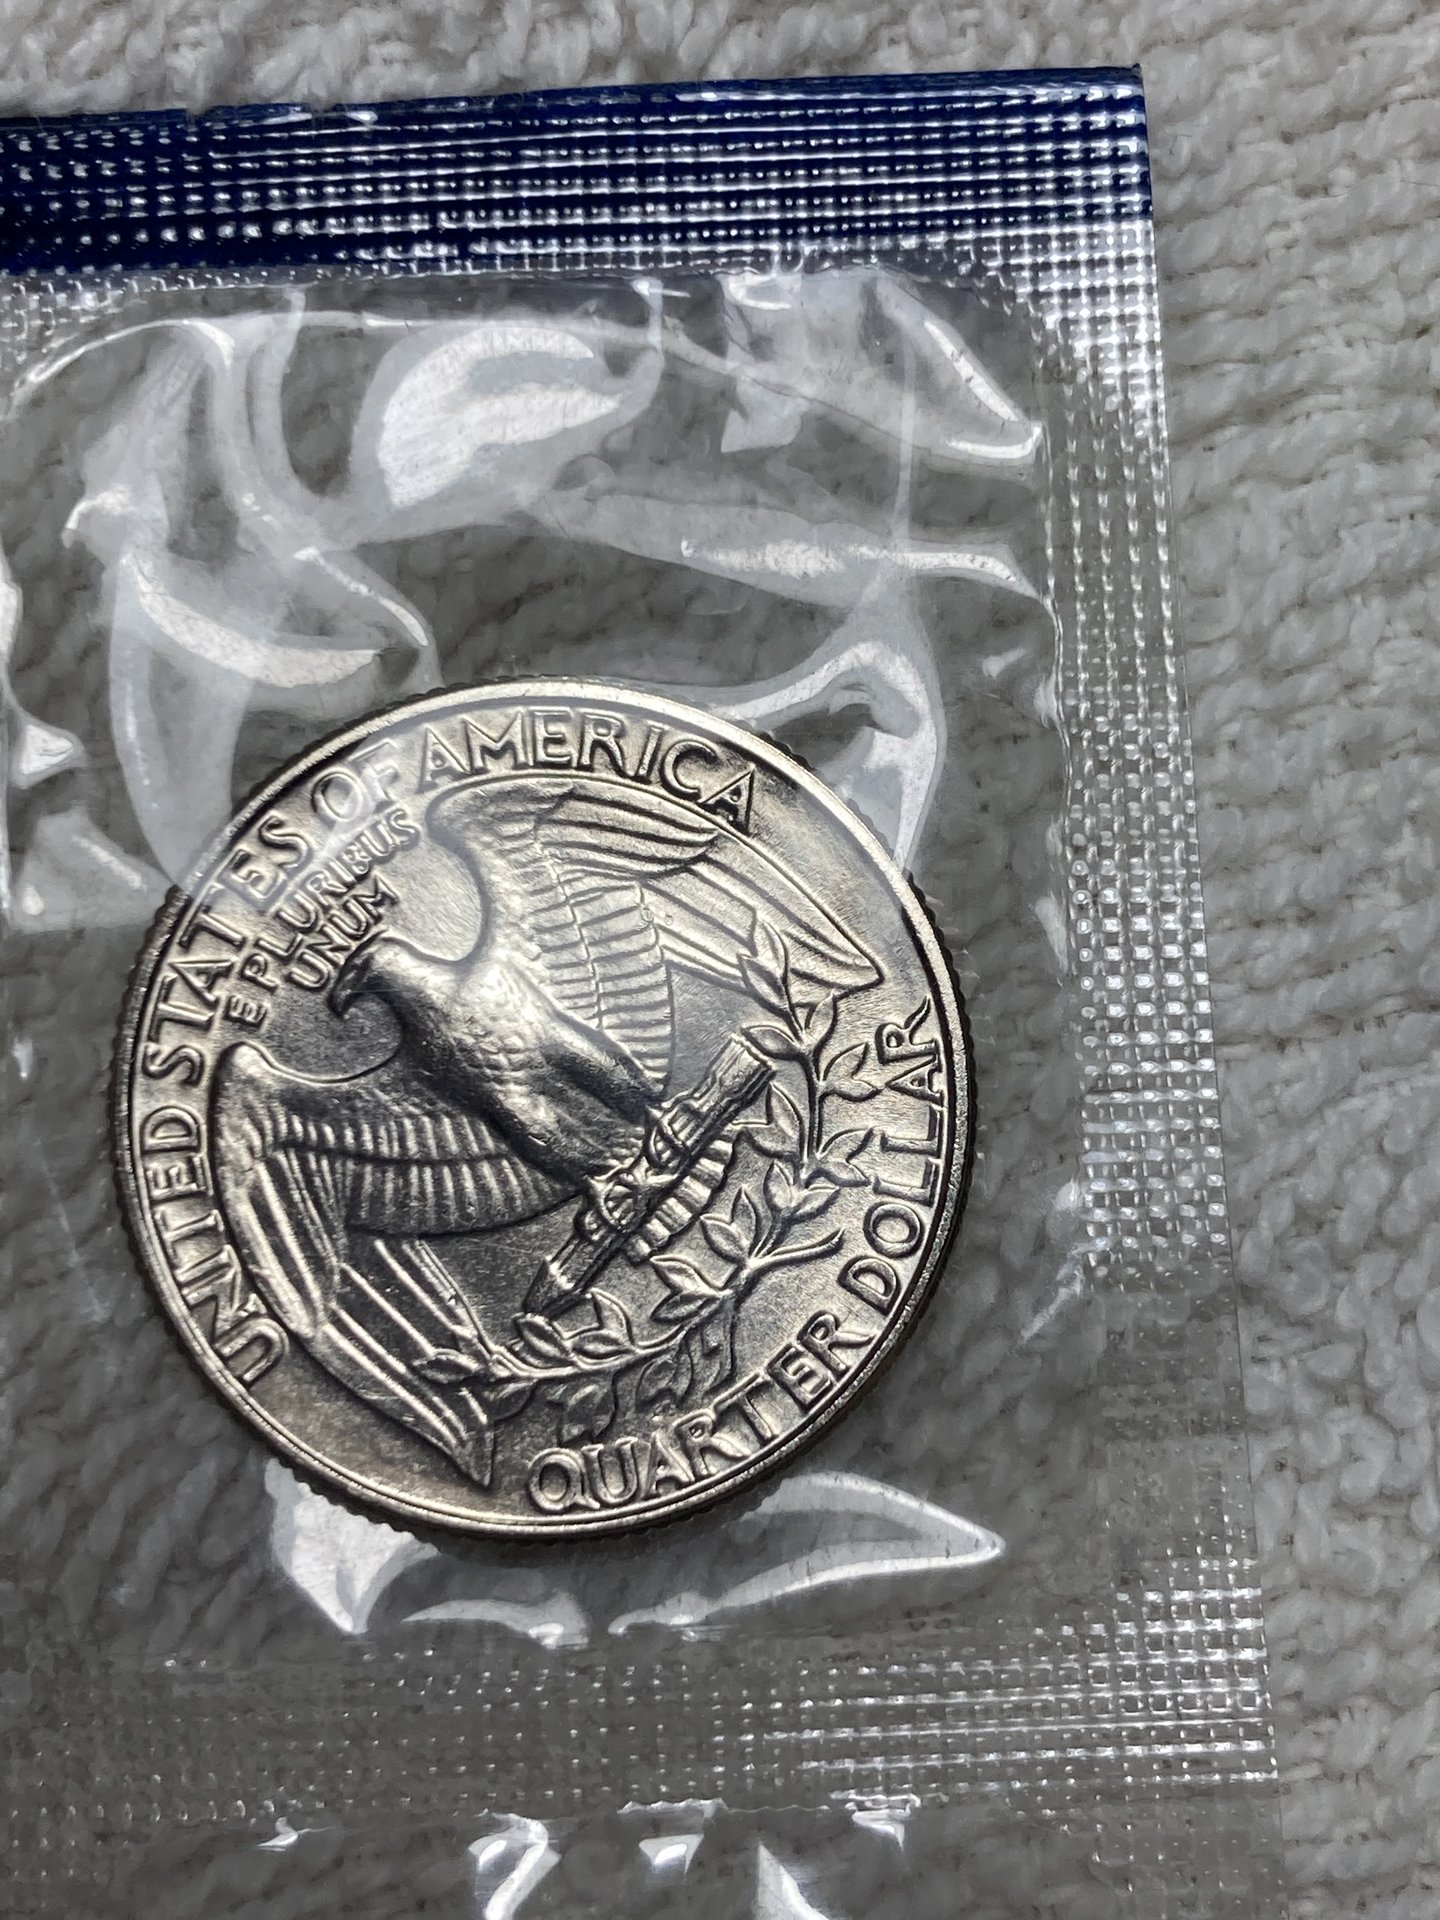 UNITED STATES OF AMERICA
E PLURIBUS
UNUM
QUARTER DOLLAR